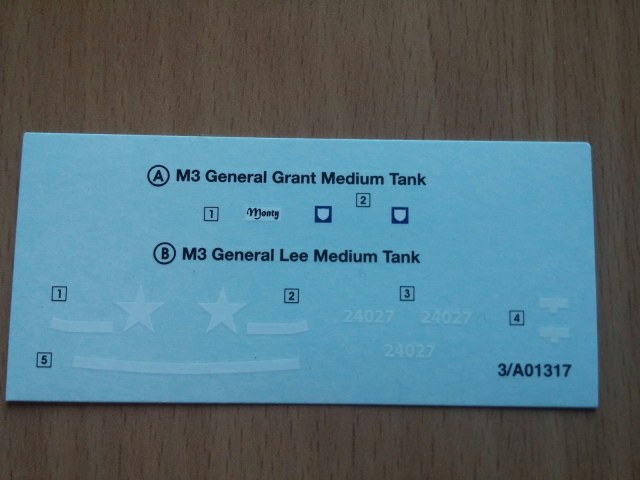 A M3 General Grant Medium Tank
1 Monty 2
B M3 General Lee Medium Tank
1 2 3 4
24027 24027
24027
5
3/A01317